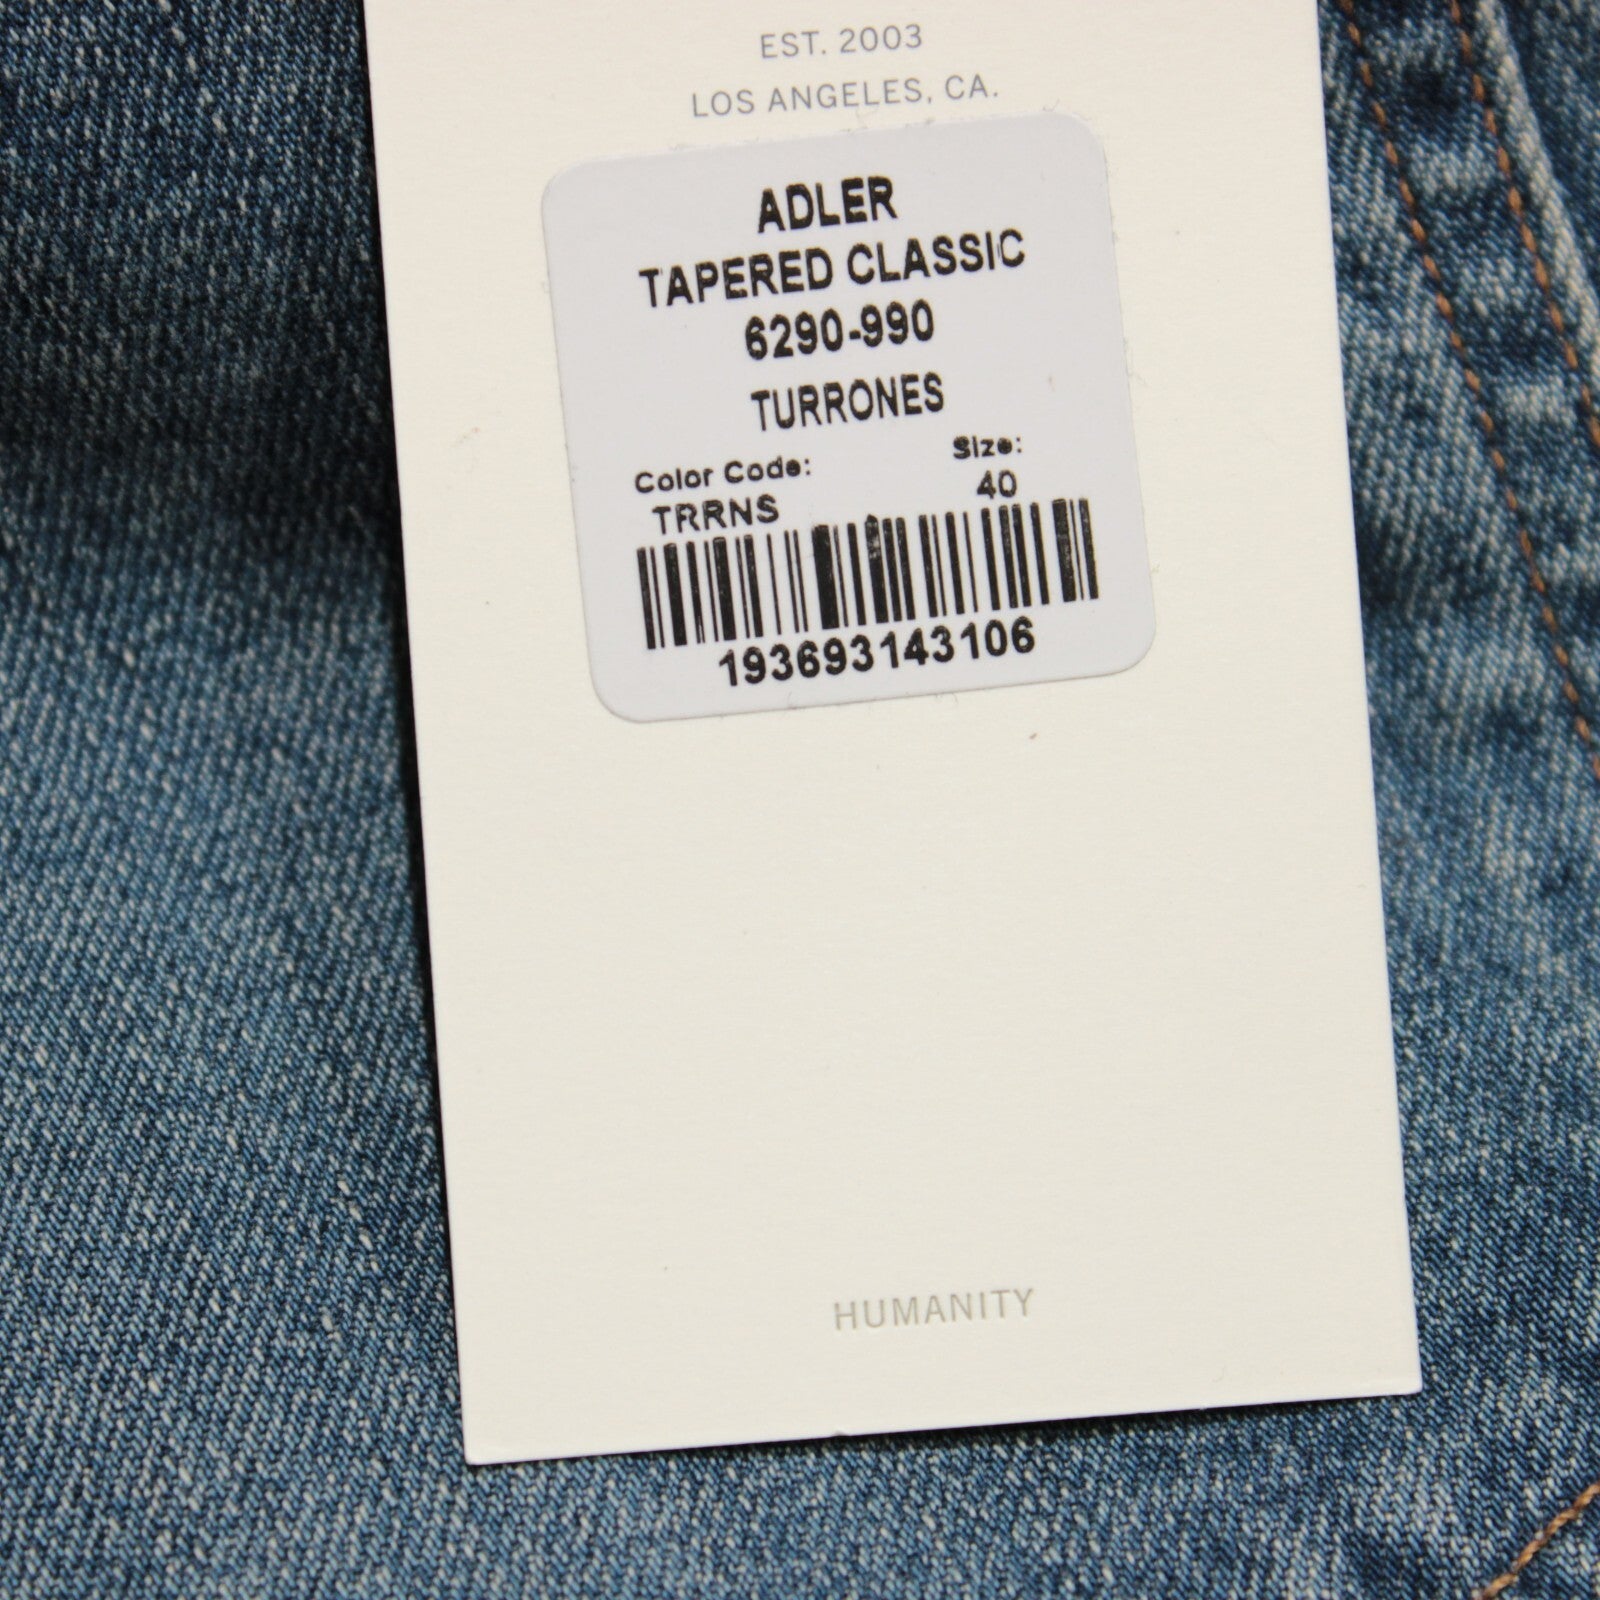 EST. 2003
LOS ANGELES, CA.
ADLER
TAPERED CLASSIC
6290-990
TURRONES
Color Code: Size:
TRRNS 40
193693143106
HUMANITY